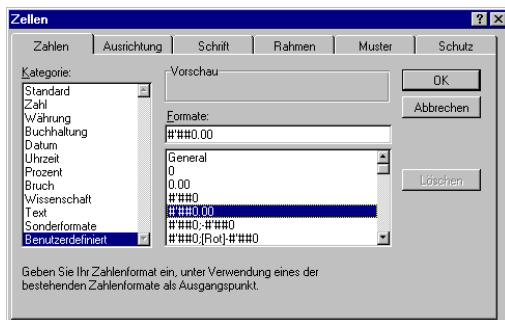 Zellen
Zahlen Ausrichtung Schrift Rahmen Muster Schutz
Kategorie:
Standard
Zahl
Währung
Buchhaltung
Datum
Uhrzeit
Prozent
Bruch
Wissenschaft
Text
Sonderformate
Benutzerdefiniert
Vorschau
Formate:
#'##0.00
General
0
0.00
#'##0
#'##0.00
#'##0;-#'##0
#'##0;[Rot]-#'##0
OK
Abbrechen
Löschen
Geben Sie Ihr Zahlenformat ein, unter Verwendung eines der
bestehenden Zahlenformate als Ausgangspunkt.